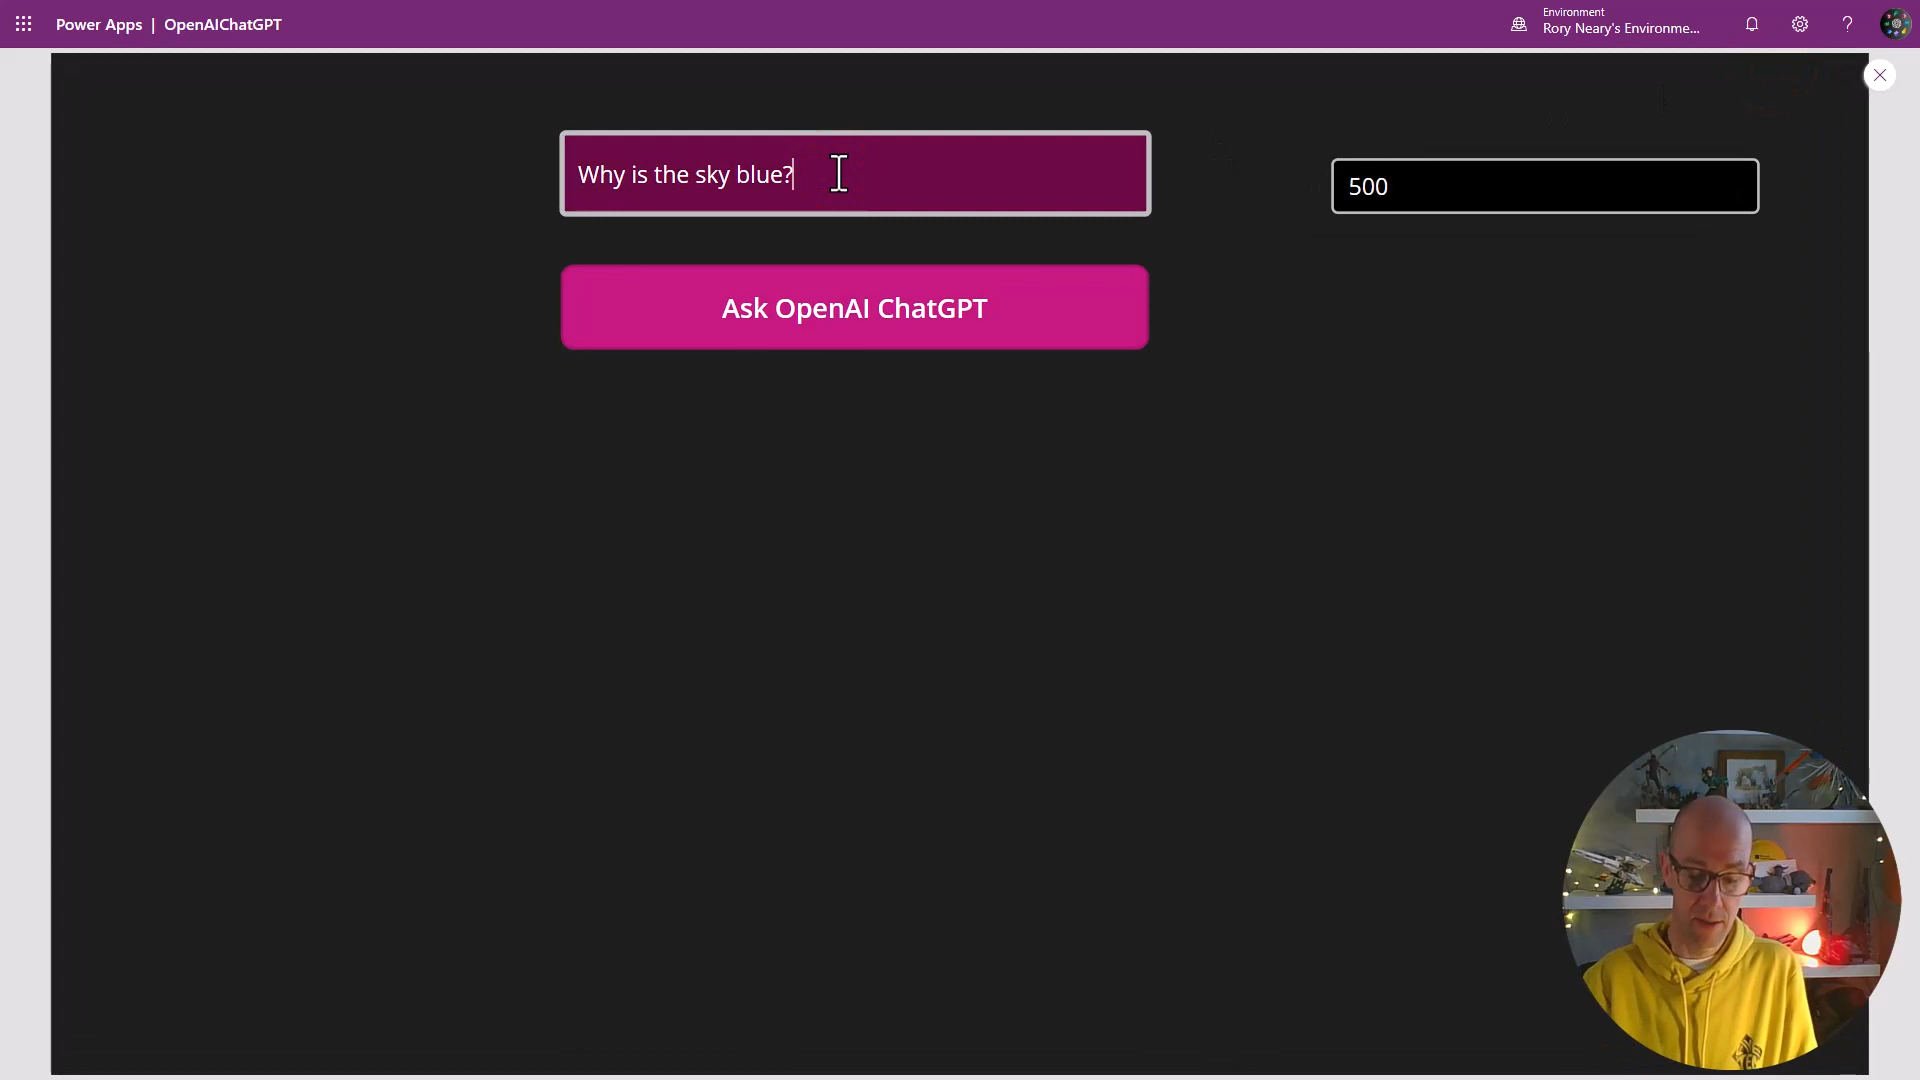 Power Apps | OpenAIChatGPT
Environment
Rory Neary's Environme...
Why is the sky blue?
500
Ask OpenAI ChatGPT